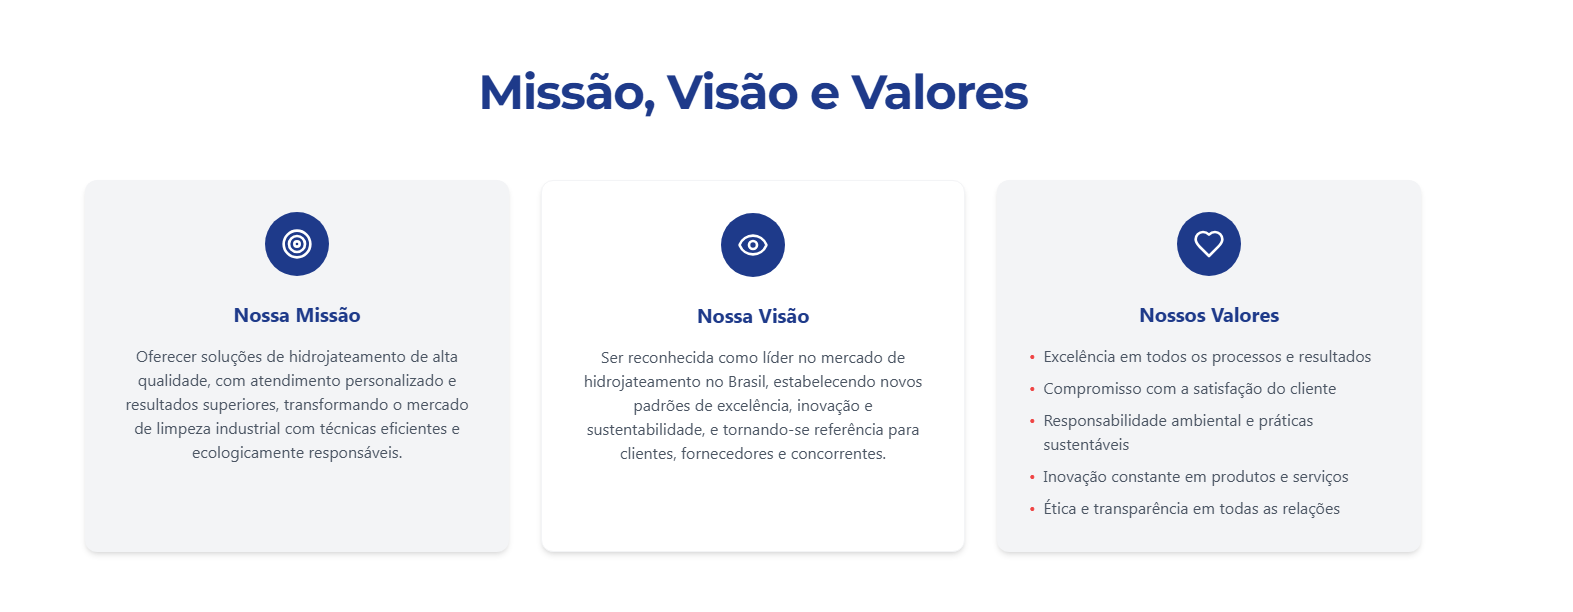 Missão, Visão e Valores
Nossa Missão
Oferecer soluções de hidrojateamento de alta
qualidade, com atendimento personalizado e
resultados superiores, transformando o mercado
de limpeza industrial com técnicas eficientes e
ecologicamente responsáveis.
Nossa Visão
Ser reconhecida como líder no mercado de
hidrojateamento no Brasil, estabelecendo novos
padrões de excelência, inovação e
sustentabilidade, e tornando-se referência para
clientes, fornecedores e concorrentes.
Nossos Valores
• Excelência em todos os processos e resultados
• Compromisso com a satisfação do cliente
• Responsabilidade ambiental e práticas
sustentáveis
• Inovação constante em produtos e serviços
• Ética e transparência em todas as relações